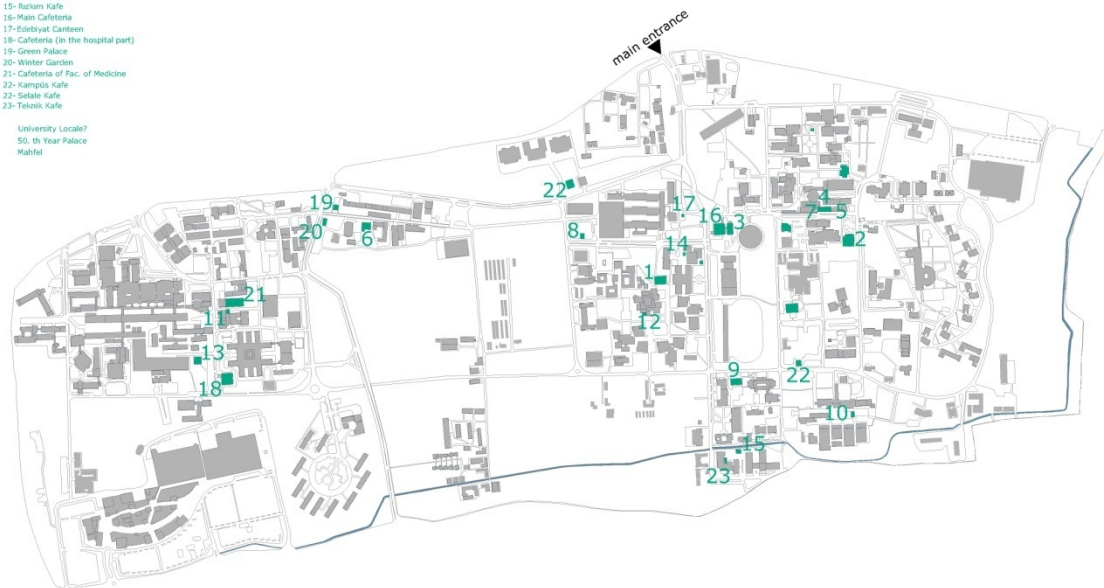 15- Rızkım Kafe
16- Main Cafeteria
17- Edebiyat Canteen
18- Cafeteria (in the hospital part)
19- Green Palace
20- Winter Garden
21- Cafeteria of Fac. of Medicine
22- Kampüs Kafe
22- Selale Kafe
23- Teknik Kafe
University Locale?
50. th Year Palace
Mahfel
main entrance
22
19
20
6
8
17
16
3
14
1
12
4
7
5
2
21
11
13
18
9
22
10
15
23